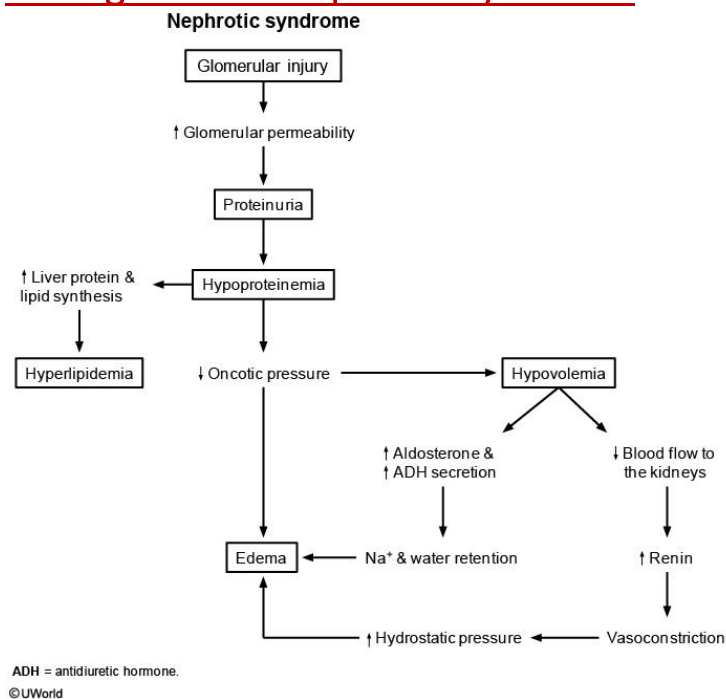 Nephrotic syndrome
Glomerular injury
↑ Glomerular permeability
Proteinuria
↑ Liver protein &
lipid synthesis
Hypoproteinemia
Hyperlipidemia
↓ Oncotic pressure
Hypovolemia
↑ Aldosterone &
↑ ADH secretion
↓ Blood flow to
the kidneys
Edema
Na⁺ & water retention
↑ Renin
↑ Hydrostatic pressure
Vasoconstriction
ADH = antidiuretic hormone.
©UWorld